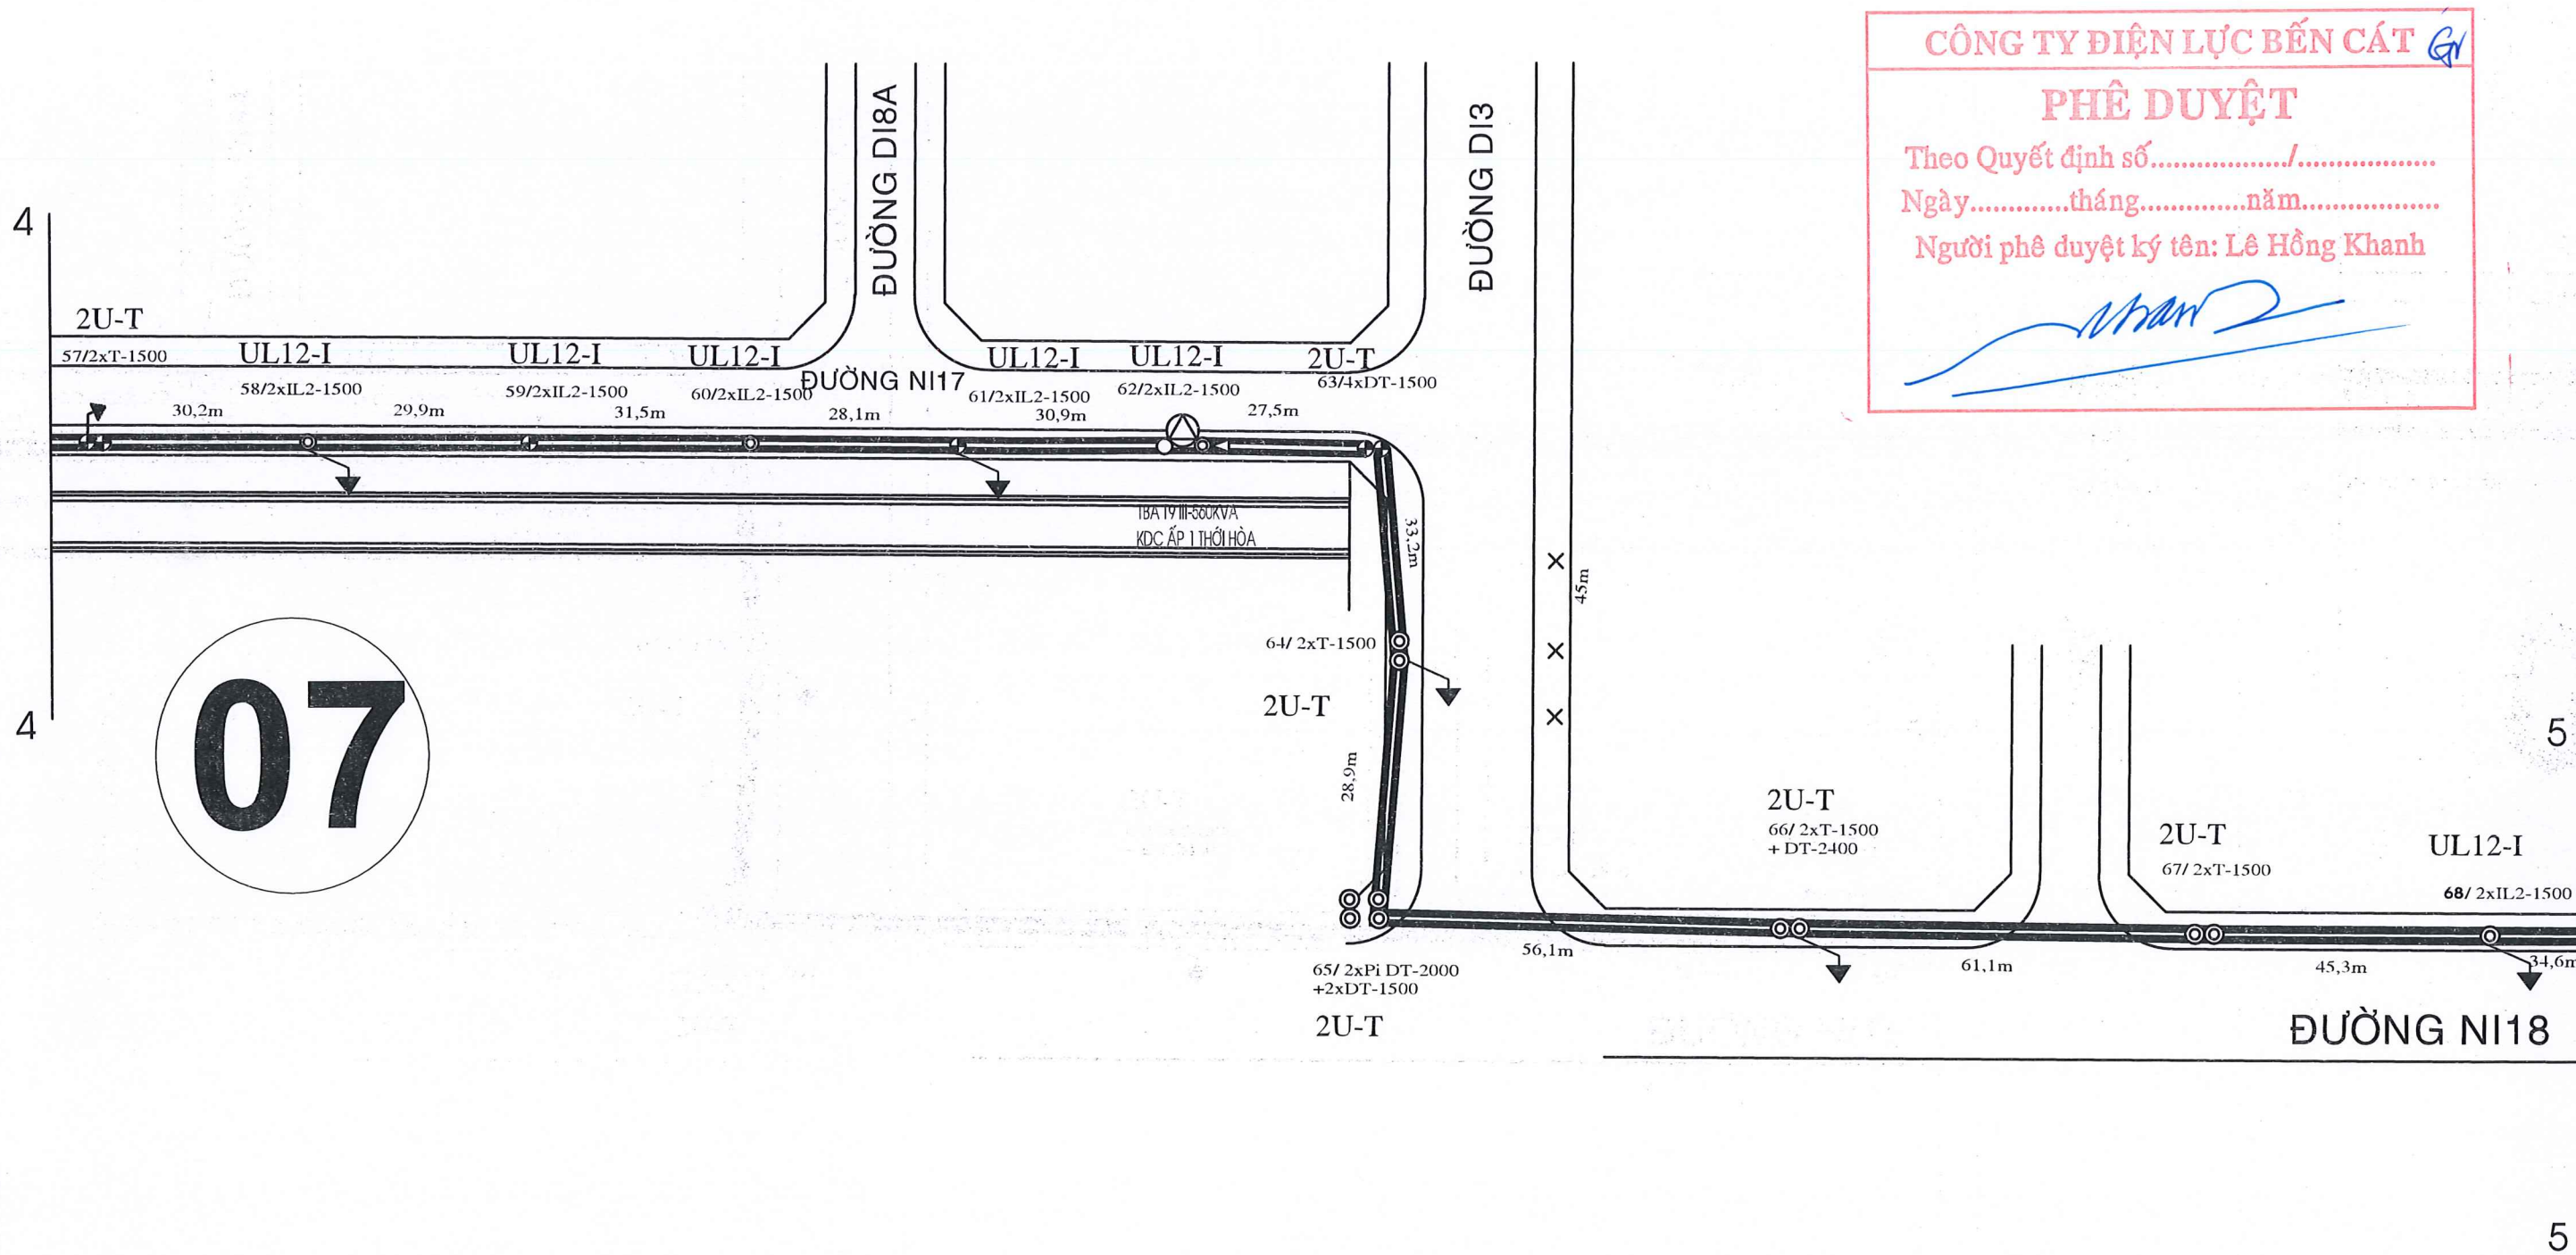 CÔNG TY ĐIỆN LỰC BẾN CÁT
PHÊ DUYỆT
Theo Quyết định số................../..................
Ngày.............tháng..............năm..................
Người phê duyệt ký tên: Lê Hồng Khanh
ĐƯỜNG DI8A
ĐƯỜNG DI3
4
2U-T
57/2xT-1500
UL12-I
58/2xIL2-1500
UL12-I
59/2xIL2-1500
UL12-I
60/2xIL2-1500
ĐƯỜNG NI17
UL12-I
61/2xIL2-1500
UL12-I
62/2xIL2-1500
2U-T
63/4xDT-1500
30,2m
29,9m
31,5m
28,1m
30,9m
27,5m
TBA T9 III-560KVA
KDC ẤP 1 THỚI HÒA
33,2m
45m
64/ 2xT-1500
2U-T
28,9m
4
07
5
2U-T
66/ 2xT-1500
+ DT-2400
2U-T
67/ 2xT-1500
UL12-I
68/ 2xIL2-1500
56,1m
61,1m
45,3m
34,6m
65/ 2xPi DT-2000
+2xDT-1500
2U-T
ĐƯỜNG NI18
5